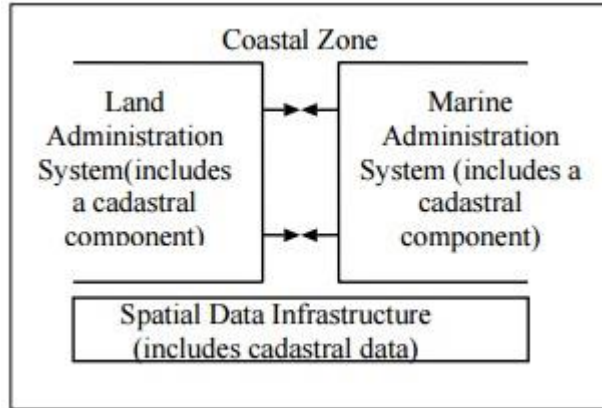 Coastal Zone
Land
Administration
System(includes
a cadastral
component)
Marine
Administration
System (includes a
cadastral
component)
Spatial Data Infrastructure
(includes cadastral data)